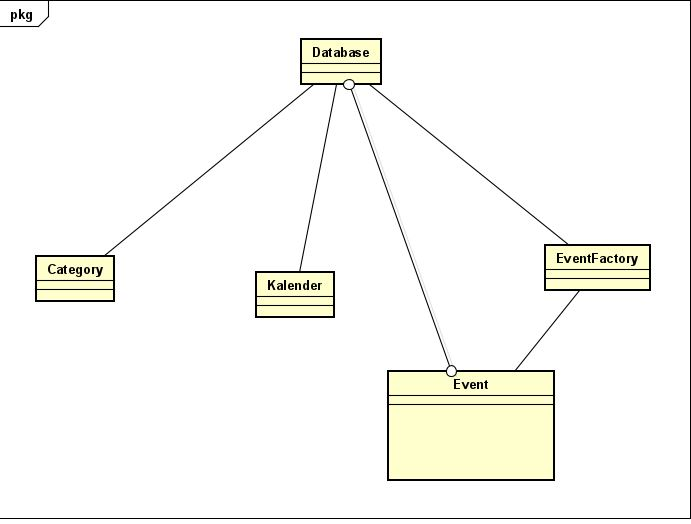 pkg
Database
Category
Kalender
EventFactory
Event